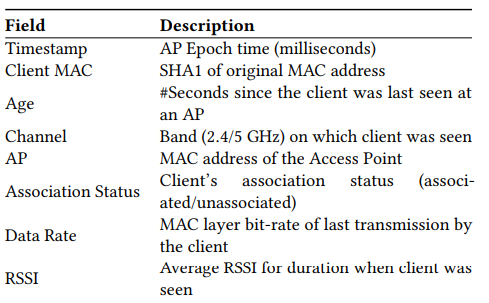 Field Description
Timestamp AP Epoch time (milliseconds)
Client MAC SHA1 of original MAC address
Age #Seconds since the client was last seen at
an AP
Channel Band (2.4/5 GHz) on which client was seen
AP MAC address of the Access Point
Association Status Client's association status (associ-
ated/unassociated)
Data Rate MAC layer bit-rate of last transmission by
the client
RSSI Average RSSI for duration when client was
seen